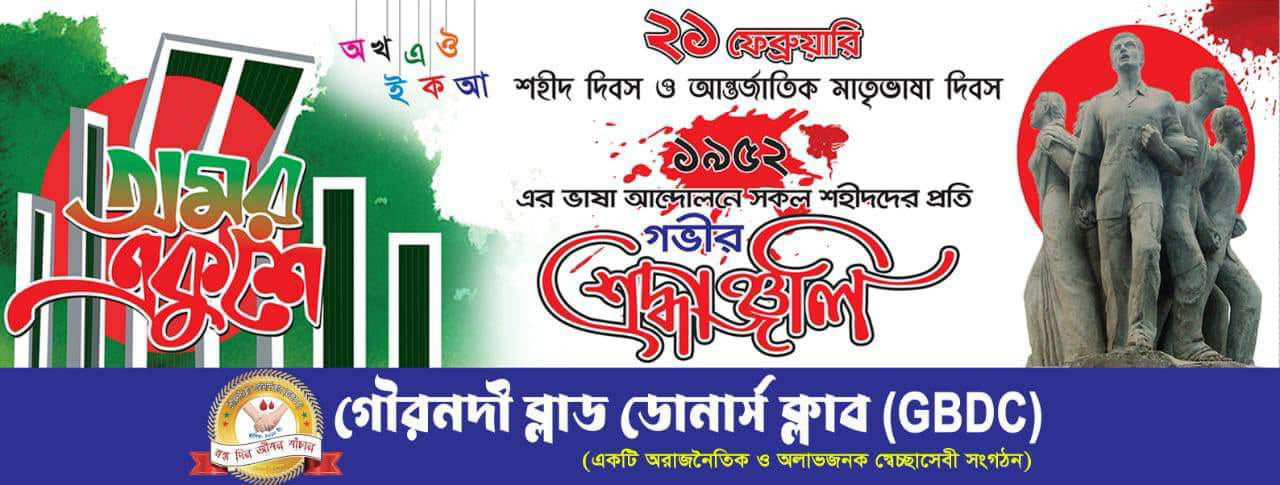 অমর
একুশে
অ খ এ ঔ
ই ক আ
২১ ফেব্রুয়ারি
শহীদ দিবস ও আন্তর্জাতিক মাতৃভাষা দিবস
১৯৫২
এর ভাষা আন্দোলনে সকল শহীদদের প্রতি
গভীর
শ্রদ্ধাঞ্জলি
রক্ত দিন জীবন বাঁচান
গৌরনদী ব্লাড ডোনার্স ক্লাব (GBDC)
(একটি অরাজনৈতিক ও অলাভজনক স্বেচ্ছাসেবী সংগঠন)